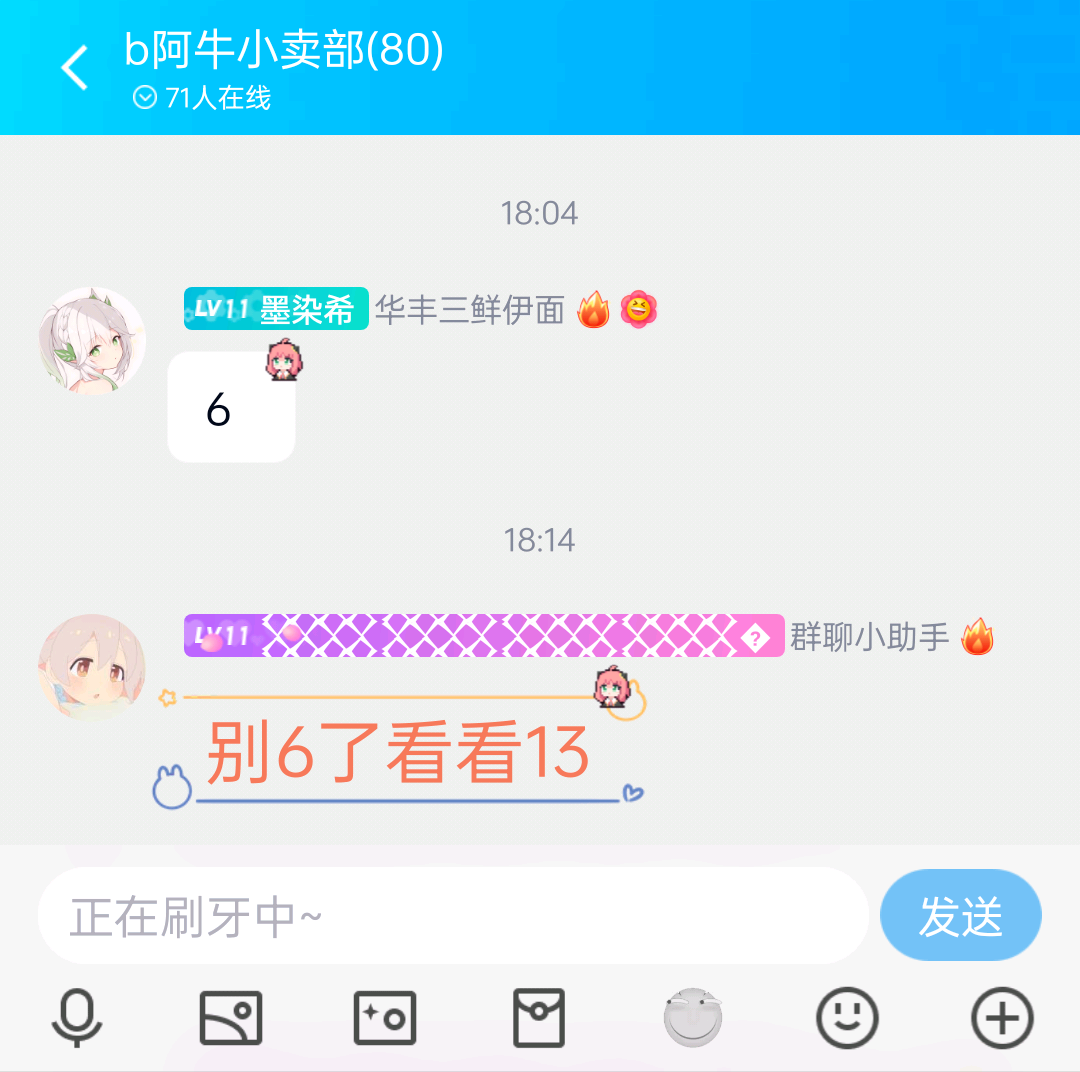 b阿牛小卖部(80)
71人在线
18:04
LV11 墨染希 华丰三鲜伊面
6
18:14
LV11 群聊小助手
别6了看看13
正在刷牙中~
发送